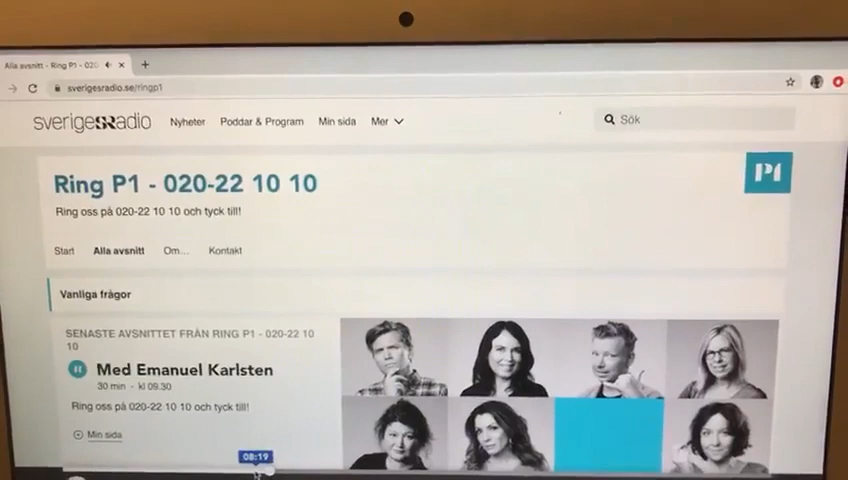 Alla avsnitt - Ring P1 - 020-
sverigesradio.se/ringp1
sverigesradio Nyheter Poddar & Program Min sida Mer Sök
Ring P1 - 020-22 10 10
P1
Ring oss på 020-22 10 10 och tyck till!
Start Alla avsnitt Om... Kontakt
Vanliga frågor
SENASTE AVSNITTET FRÅN RING P1 - 020-22 10
10
Med Emanuel Karlsten
30 min - kl 09.30
Ring oss på 020-22 10 10 och tyck till!
Min sida
08:19